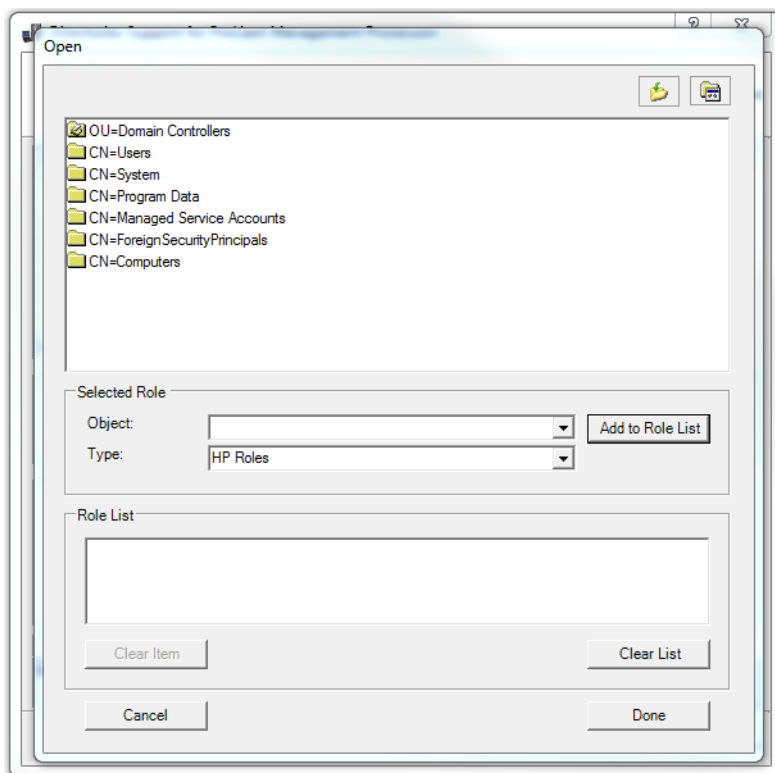 Open
OU=Domain Controllers
CN=Users
CN=System
CN=Program Data
CN=Managed Service Accounts
CN=ForeignSecurityPrincipals
CN=Computers
Selected Role
Object:
Add to Role List
Type:
HP Roles
Role List
Clear Item
Clear List
Cancel
Done